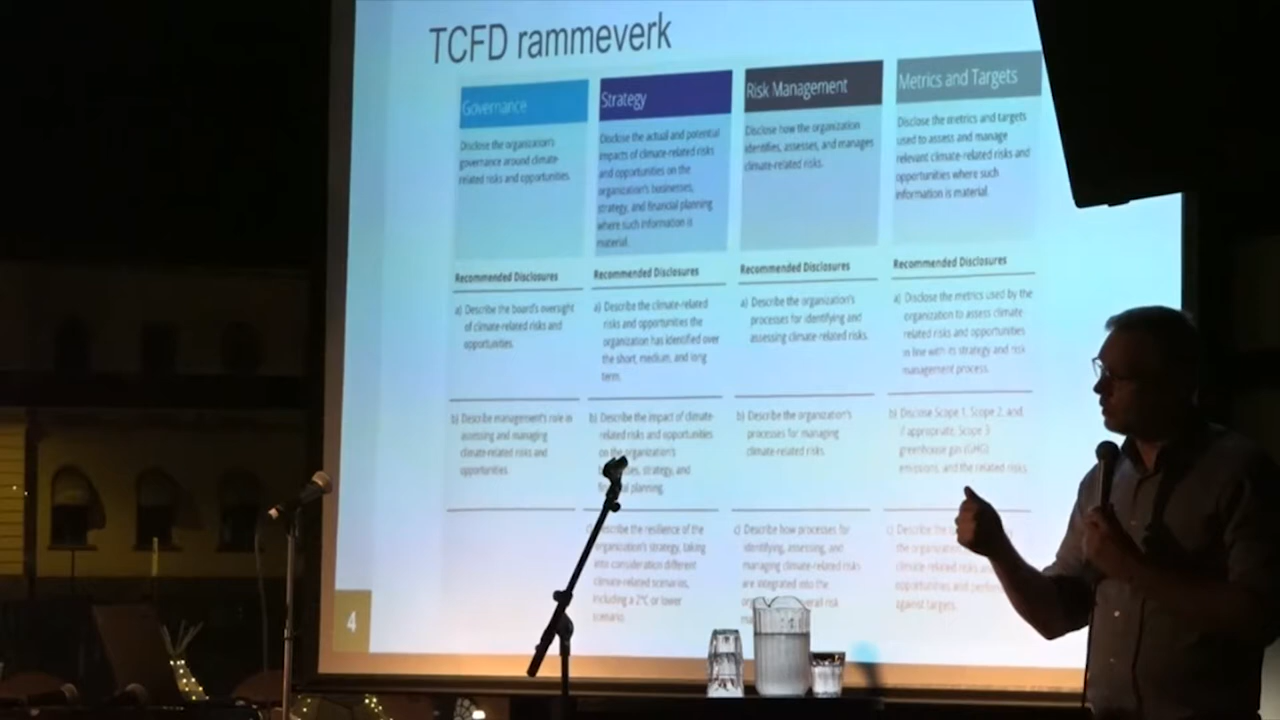 TCFD rammeverk
Governance
Disclose the organization's
governance around climate-
related risks and opportunities.
Strategy
Disclose the actual and potential
impacts of climate-related risks
and opportunities on the
organization's businesses,
strategy, and financial planning
where such information is
material.
Risk Management
Disclose how the organization
identifies, assesses, and manages
climate-related risks.
Metrics and Targets
Disclose the metrics and targets
used to assess and manage
relevant climate-related risks and
opportunities where such
information is material.
Recommended Disclosures
Recommended Disclosures
Recommended Disclosures
Recommended Disclosures
a) Describe the board's oversight
of climate-related risks and
opportunities.
a) Describe the climate-related
risks and opportunities the
organization has identified over
the short, medium, and long
term.
a) Describe the organization's
processes for identifying and
assessing climate-related risks.
a) Disclose the metrics used by the
organization to assess climate-
related risks and opportunities
in line with its strategy and risk
management process.
b) Describe management's role in
assessing and managing
climate-related risks and
opportunities.
b) Describe the impact of climate-
related risks and opportunities
on the organization's
strategy, and
planning.
b) Describe the organization's
processes for managing
climate-related risks.
b) Disclose Scope 1, Scope 2, and,
if appropriate, Scope 3
greenhouse gas (GHG)
emissions, and the related risks.
the resilience of the
organization's strategy, taking
into consideration different
climate-related scenarios,
including a 2°C or lower
scenario.
c) Describe how processes for
identifying, assessing, and
managing climate-related risks
are integrated into the
overall risk
c) Describe the
the organization
climate-related risks
opportunities and
against targets.
4